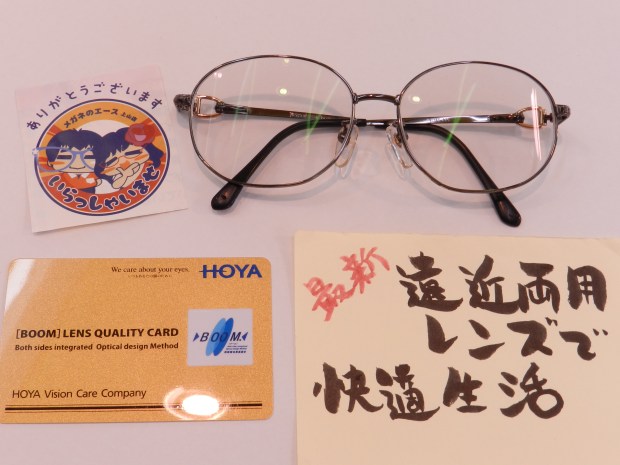 ありがとうございます
メガネのエース 上山店
いらっしゃいませ
We care about your eyes.
HOYA
[BOOM] LENS QUALITY CARD
Both sides integrated Optical design Method
BOOM
HOYA Vision Care Company
最新
遠近両用
レンズで
快適生活